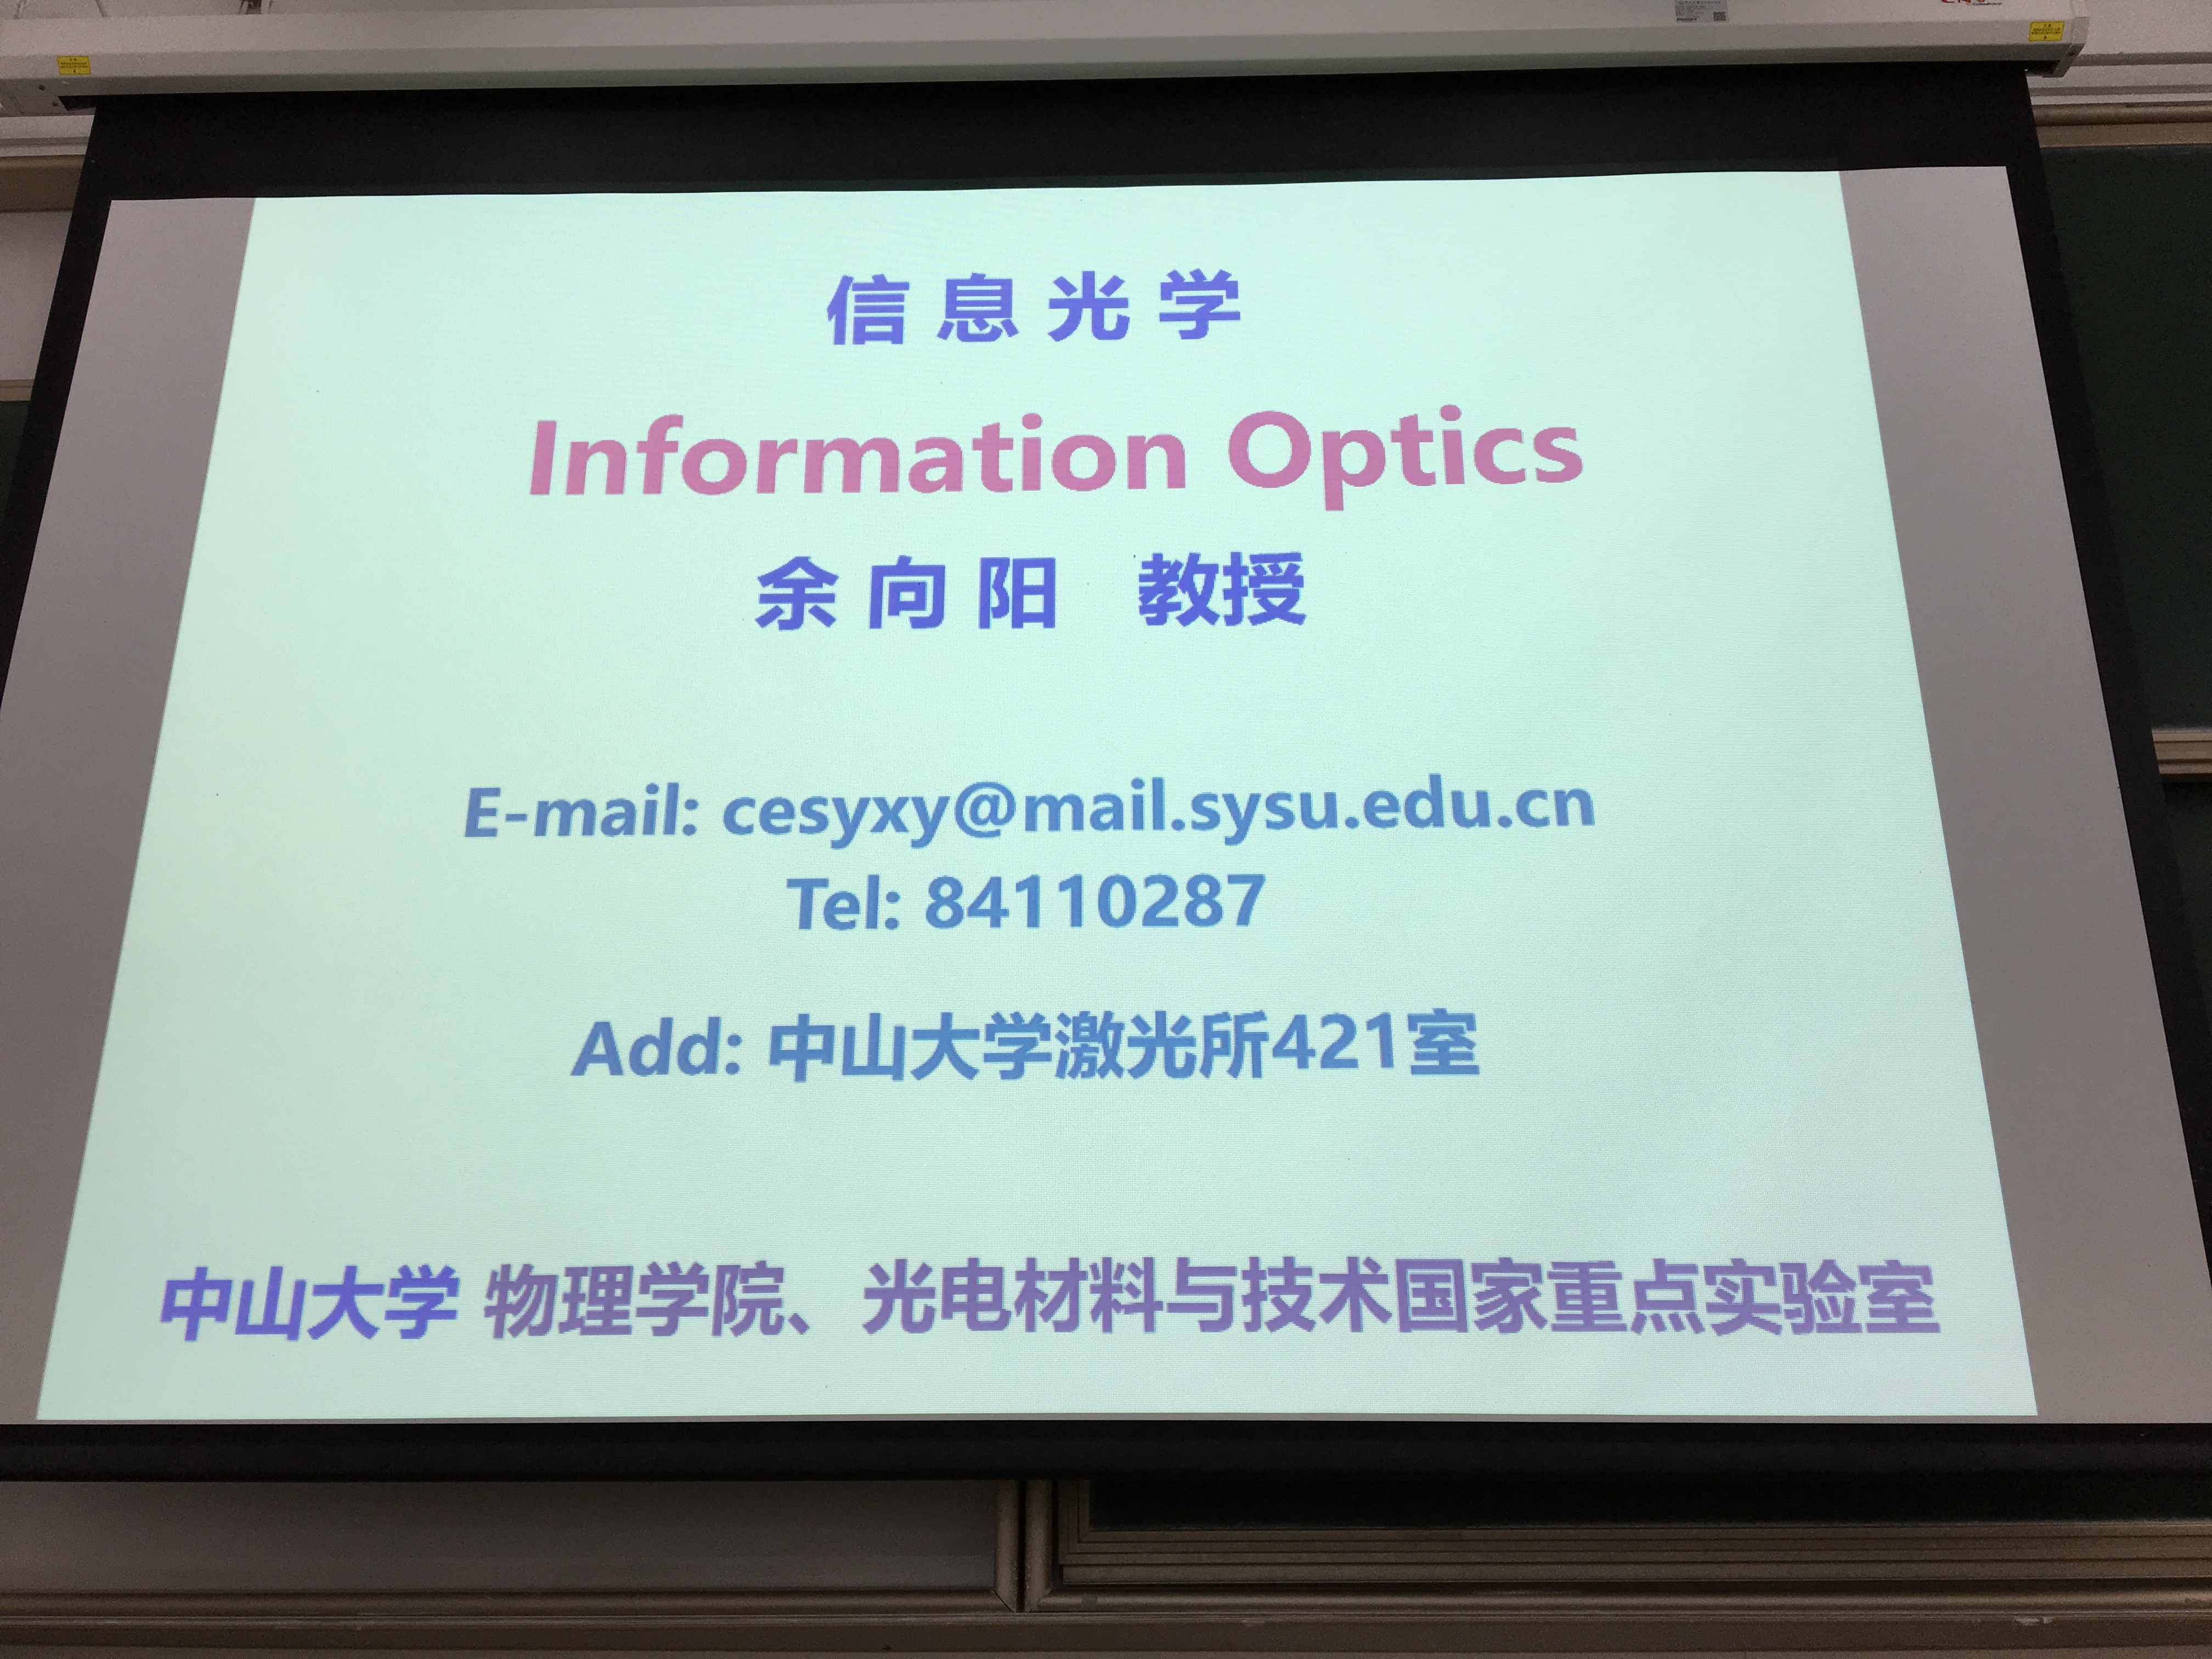 信息光学
Information Optics
余向阳 教授
E-mail: cesyxy@mail.sysu.edu.cn
Tel: 84110287
Add: 中山大学激光所421室
中山大学 物理学院、光电材料与技术国家重点实验室